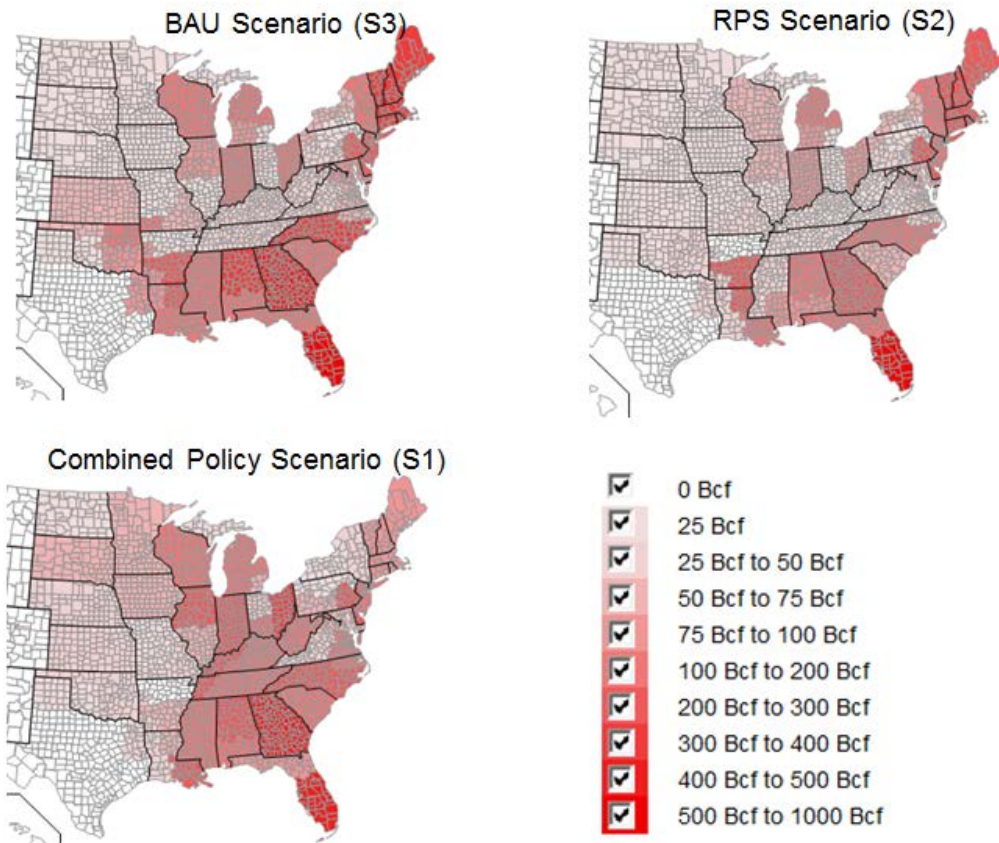 BAU Scenario (S3)
RPS Scenario (S2)
Combined Policy Scenario (S1)
0 Bcf
25 Bcf
25 Bcf to 50 Bcf
50 Bcf to 75 Bcf
75 Bcf to 100 Bcf
100 Bcf to 200 Bcf
200 Bcf to 300 Bcf
300 Bcf to 400 Bcf
400 Bcf to 500 Bcf
500 Bcf to 1000 Bcf